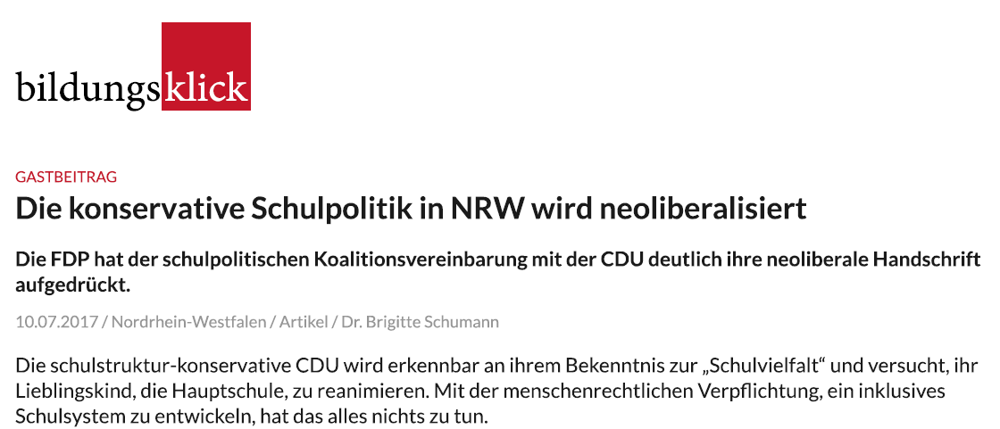 bildungsklick
GASTBEITRAG
Die konservative Schulpolitik in NRW wird neoliberalisiert
Die FDP hat der schulpolitischen Koalitionsvereinbarung mit der CDU deutlich ihre neoliberale Handschrift
aufgedrückt.
10.07.2017 / Nordrhein-Westfalen / Artikel / Dr. Brigitte Schumann
Die schulstruktur-konservative CDU wird erkennbar an ihrem Bekenntnis zur „Schulvielfalt“ und versucht, ihr
Lieblingskind, die Hauptschule, zu reanimieren. Mit der menschenrechtlichen Verpflichtung, ein inklusives
Schulsystem zu entwickeln, hat das alles nichts zu tun.